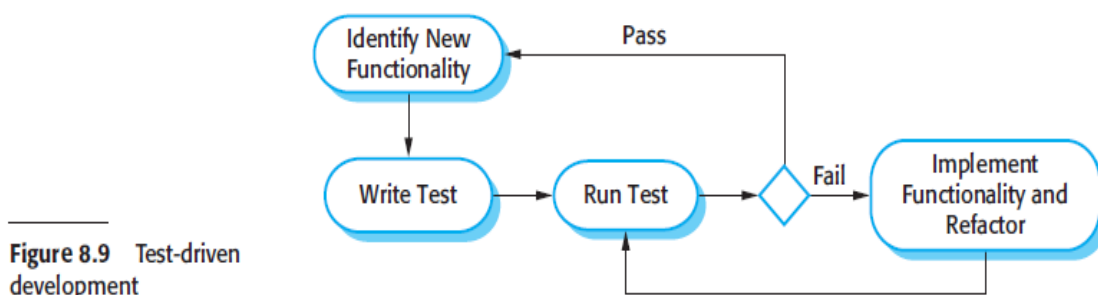 Identify New
Functionality
Pass
Write Test
Run Test
Fail
Implement
Functionality and
Refactor
Figure 8.9 Test-driven
development